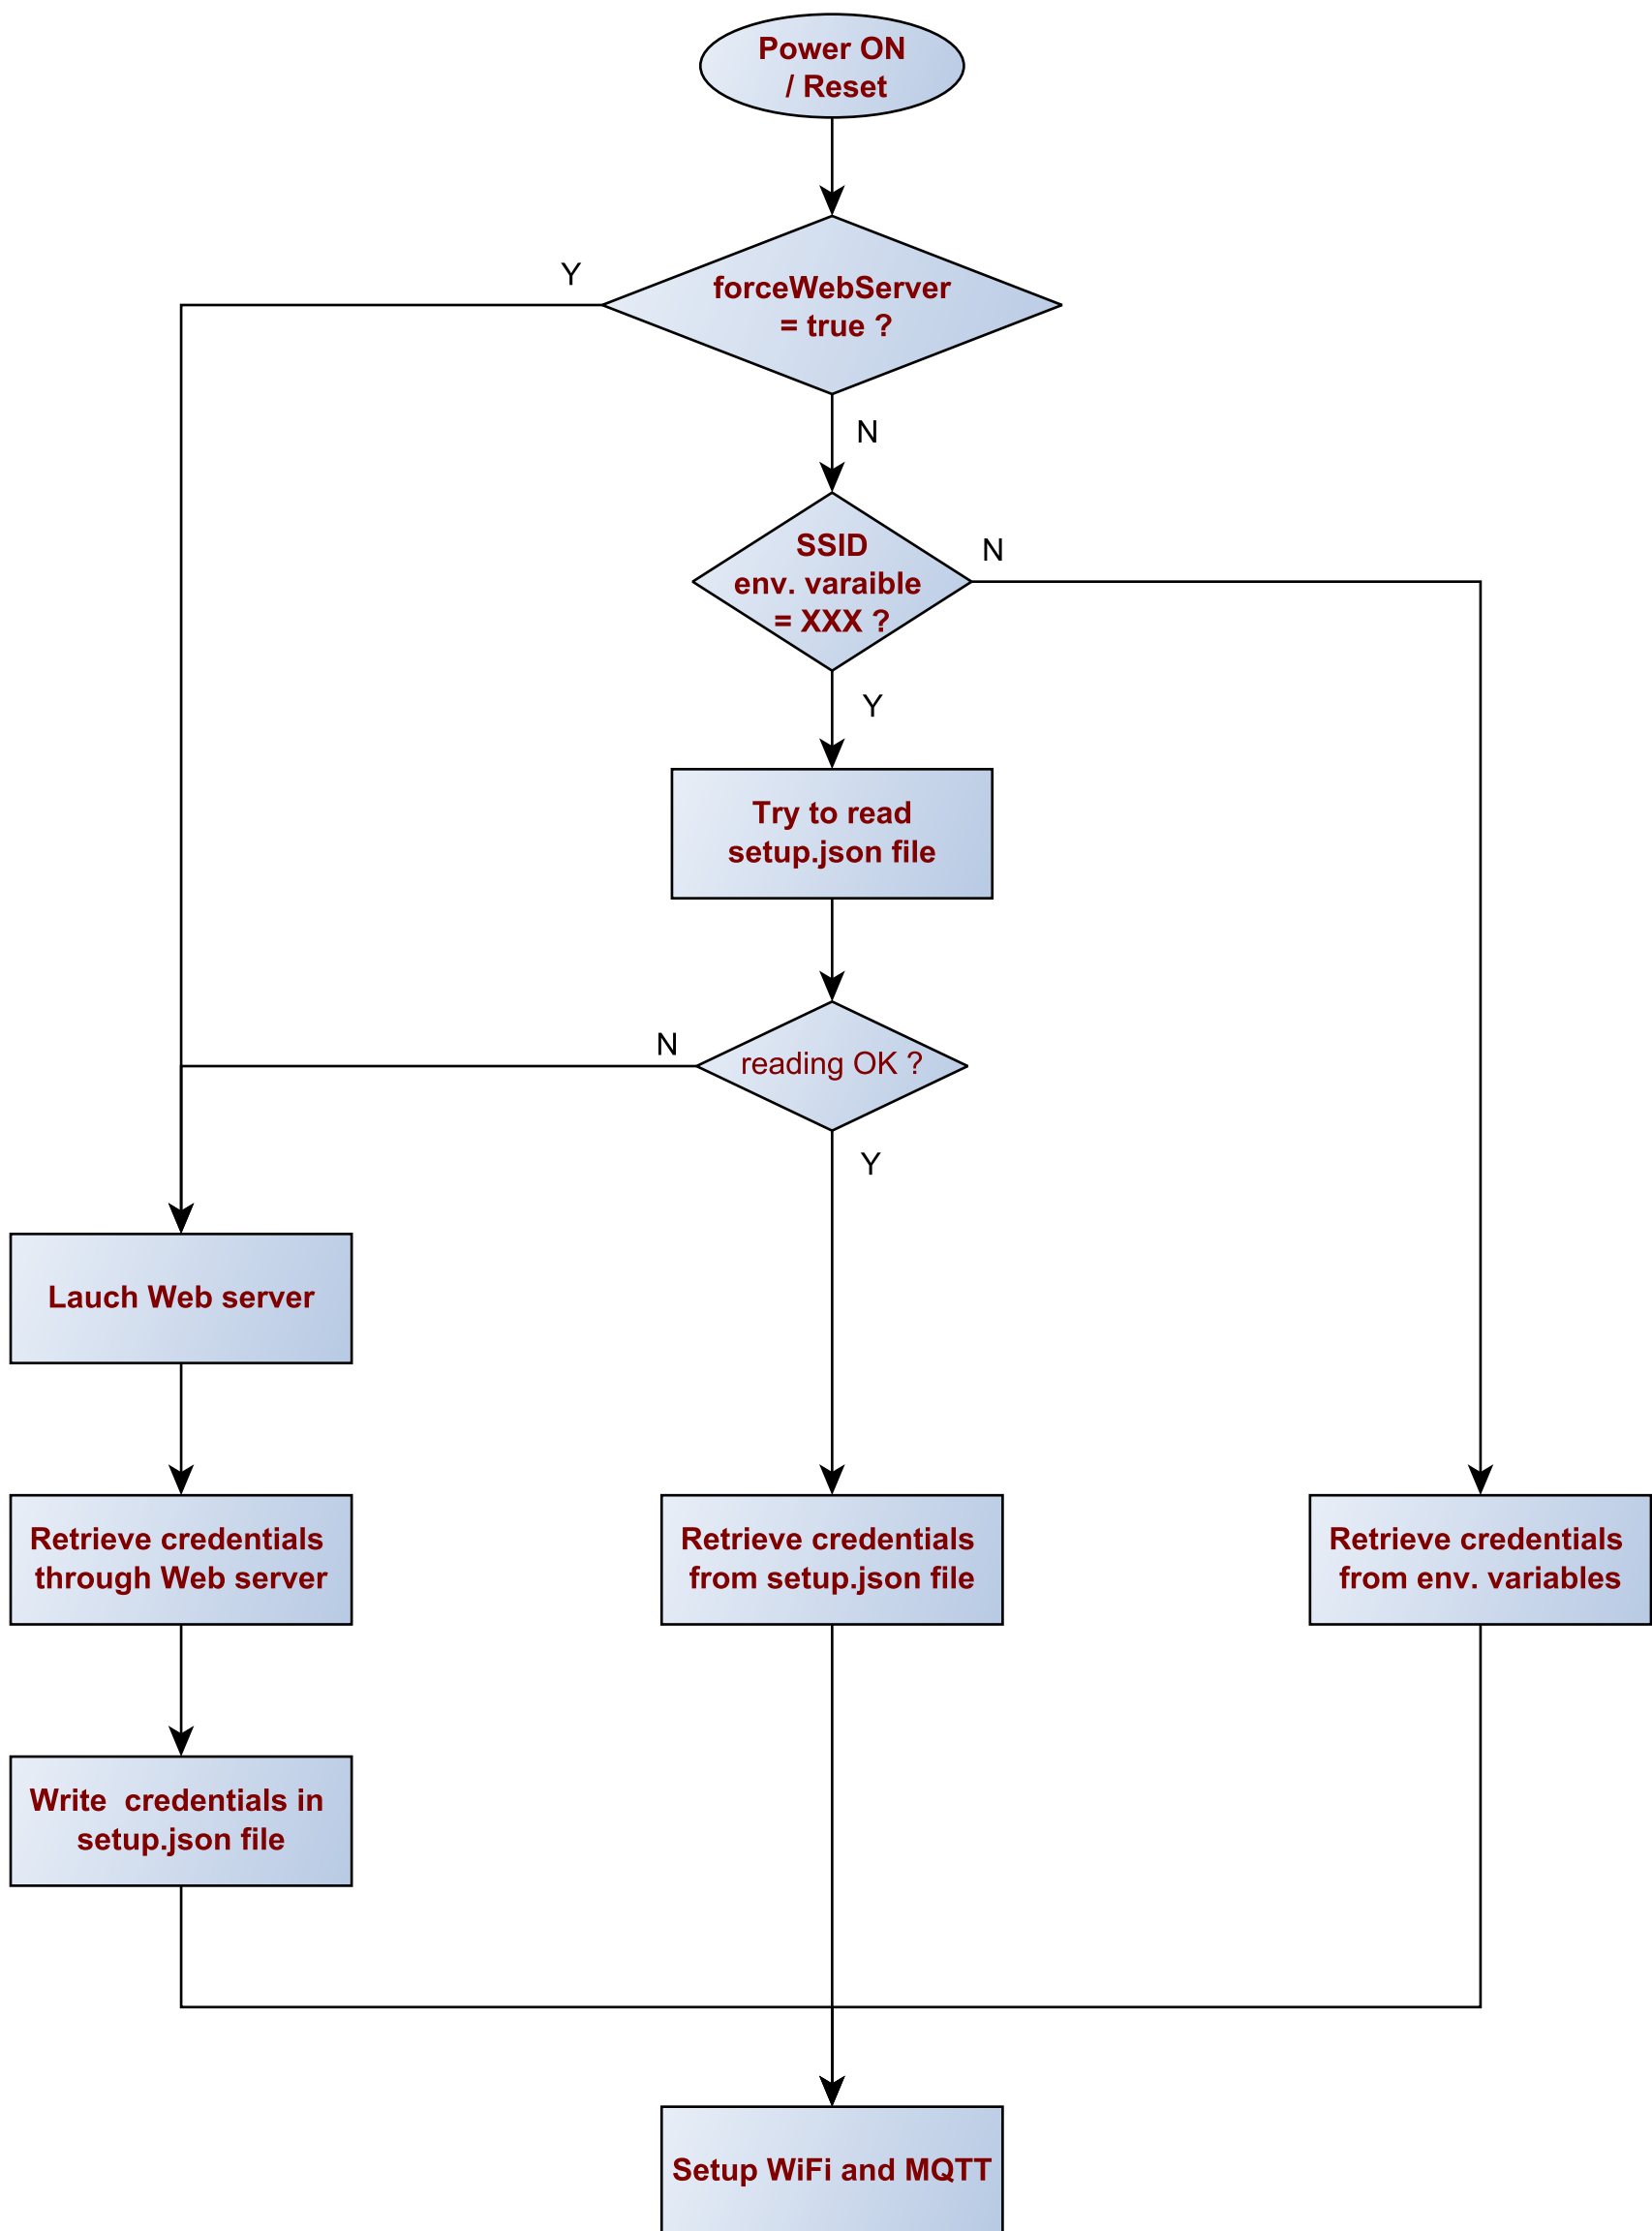 Power ON
/ Reset
Y
forceWebServer
= true ?
N
SSID
env. varaible
= XXX ?
N
Y
Try to read
setup.json file
N
reading OK ?
Y
Lauch Web server
Retrieve credentials
through Web server
Retrieve credentials
from setup.json file
Retrieve credentials
from env. variables
Write  credentials in
setup.json file
Setup WiFi and MQTT